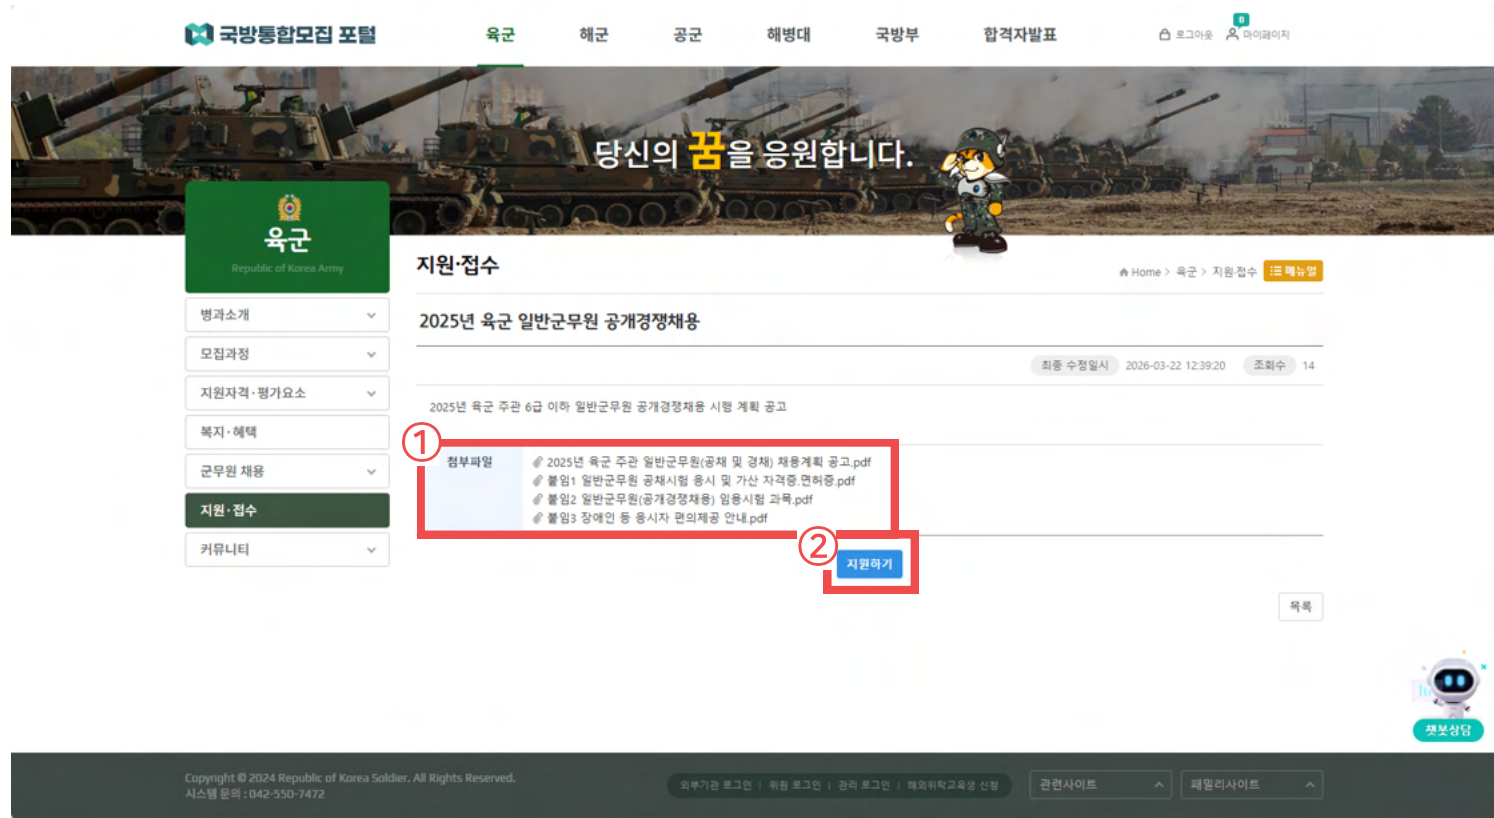 국방통합모집 포털
육군
해군
공군
해병대
국방부
합격자발표
로그아웃
0
마이페이지
당신의 꿈을 응원합니다.
육군
Republic of Korea Army
병과소개
모집과정
지원자격·평가요소
복지·혜택
군무원 채용
지원·접수
커뮤니티
지원·접수
Home > 육군 > 지원·접수 메뉴얼
2025년 육군 일반군무원 공개경쟁채용
최종 수정일시 2026-03-22 12:39:20 조회수 14
2025년 육군 주관 6급 이하 일반군무원 공개경쟁채용 시행 계획 공고
①
첨부파일
2025년 육군 주관 일반군무원(공채 및 경채) 채용계획 공고.pdf
붙임1 일반군무원 공채시험 응시 및 가산 자격증.면허증.pdf
붙임2 일반군무원(공개경쟁채용) 임용시험 과목.pdf
붙임3 장애인 등 응시자 편의제공 안내.pdf
②
지원하기
목록
챗봇상담
Copyright © 2024 Republic of Korea Soldier. All Rights Reserved.
시스템 문의 : 042-550-7472
외부기관 로그인 | 위원 로그인 | 관리 로그인 | 해외위탁교육생 신청
관련사이트
패밀리사이트